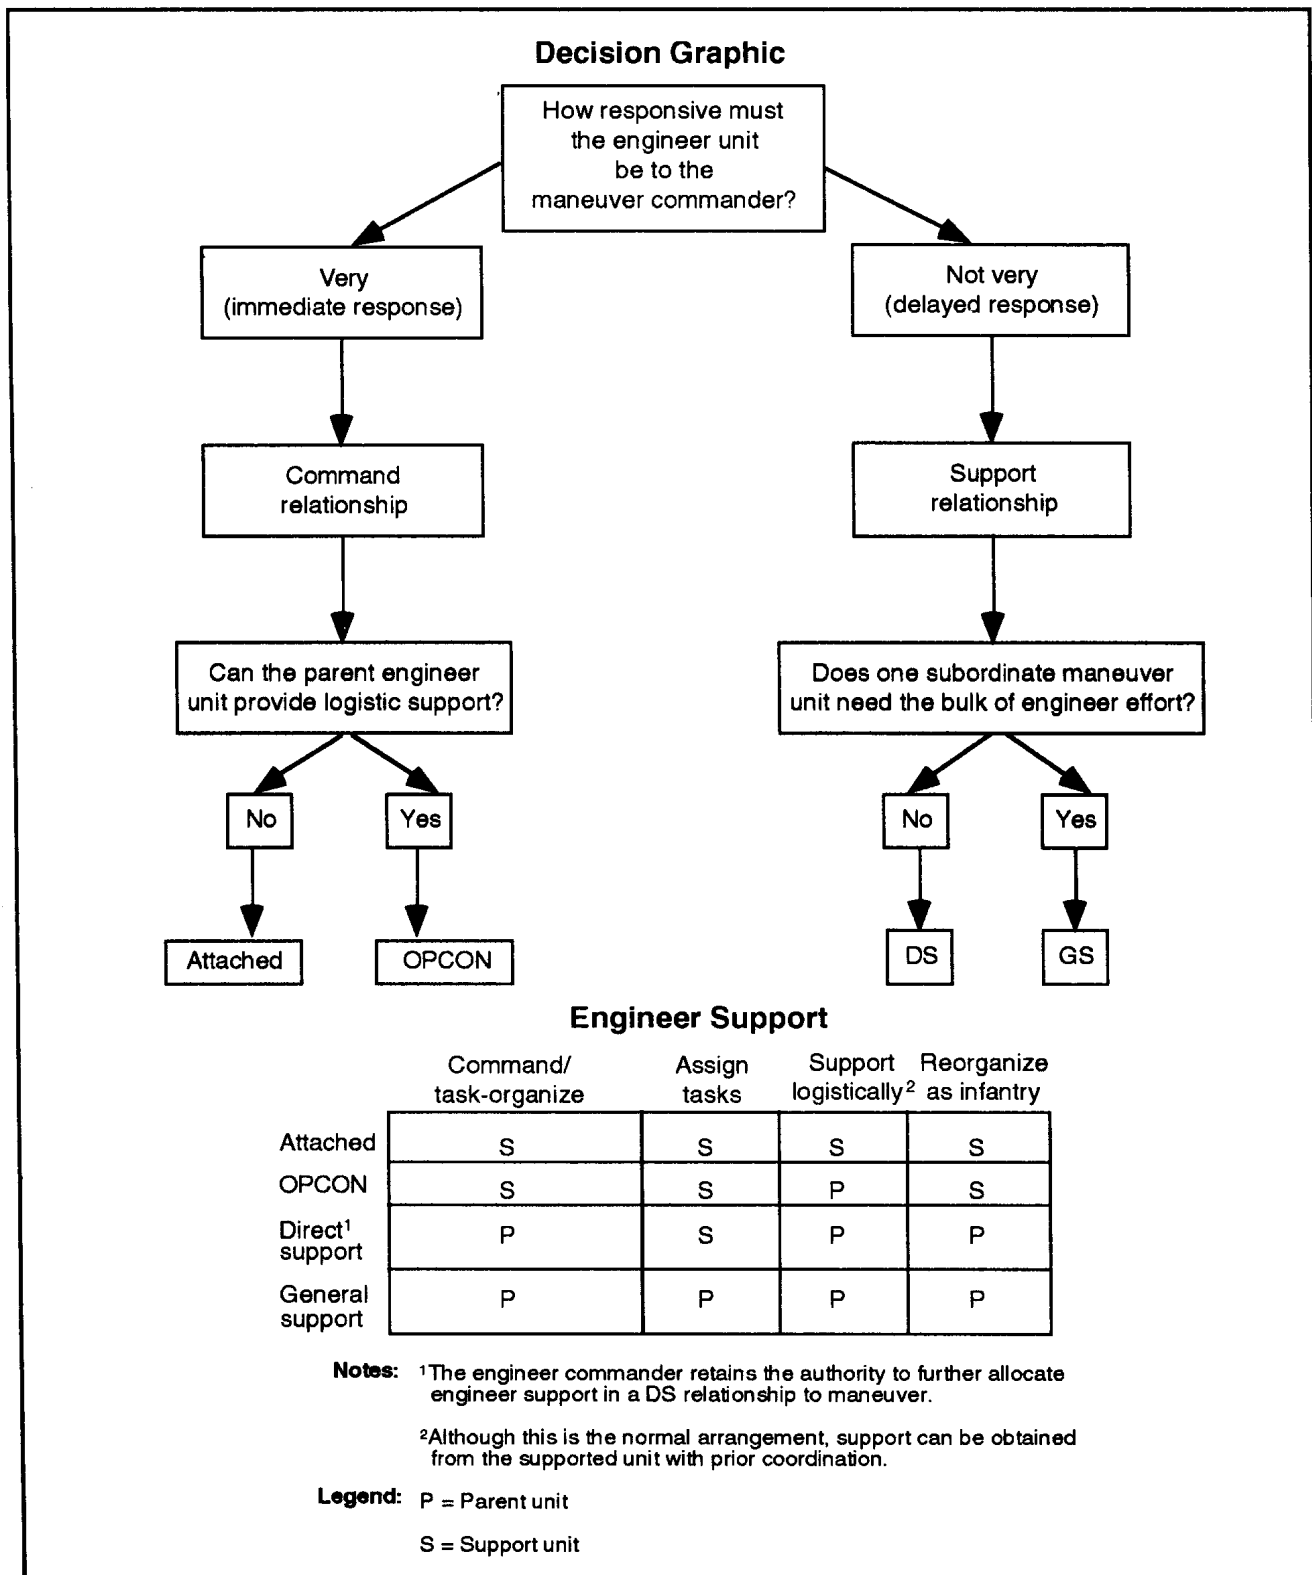 Decision Graphic
How responsive must
the engineer unit
be to the
maneuver commander?
Very
(immediate response)
Not very
(delayed response)
Command
relationship
Support
relationship
Can the parent engineer
unit provide logistic support?
Does one subordinate maneuver
unit need the bulk of engineer effort?
No
Yes
No
Yes
Attached
OPCON
DS
GS
Engineer Support
Command/
task-organize
Assign
tasks
Support
logistically²
Reorganize
as infantry
Attached S S S S
OPCON S S P S
Direct¹
support
P S P P
General
support
P P P P
Notes: ¹The engineer commander retains the authority to further allocate
engineer support in a DS relationship to maneuver.
²Although this is the normal arrangement, support can be obtained
from the supported unit with prior coordination.
Legend: P = Parent unit
S = Support unit